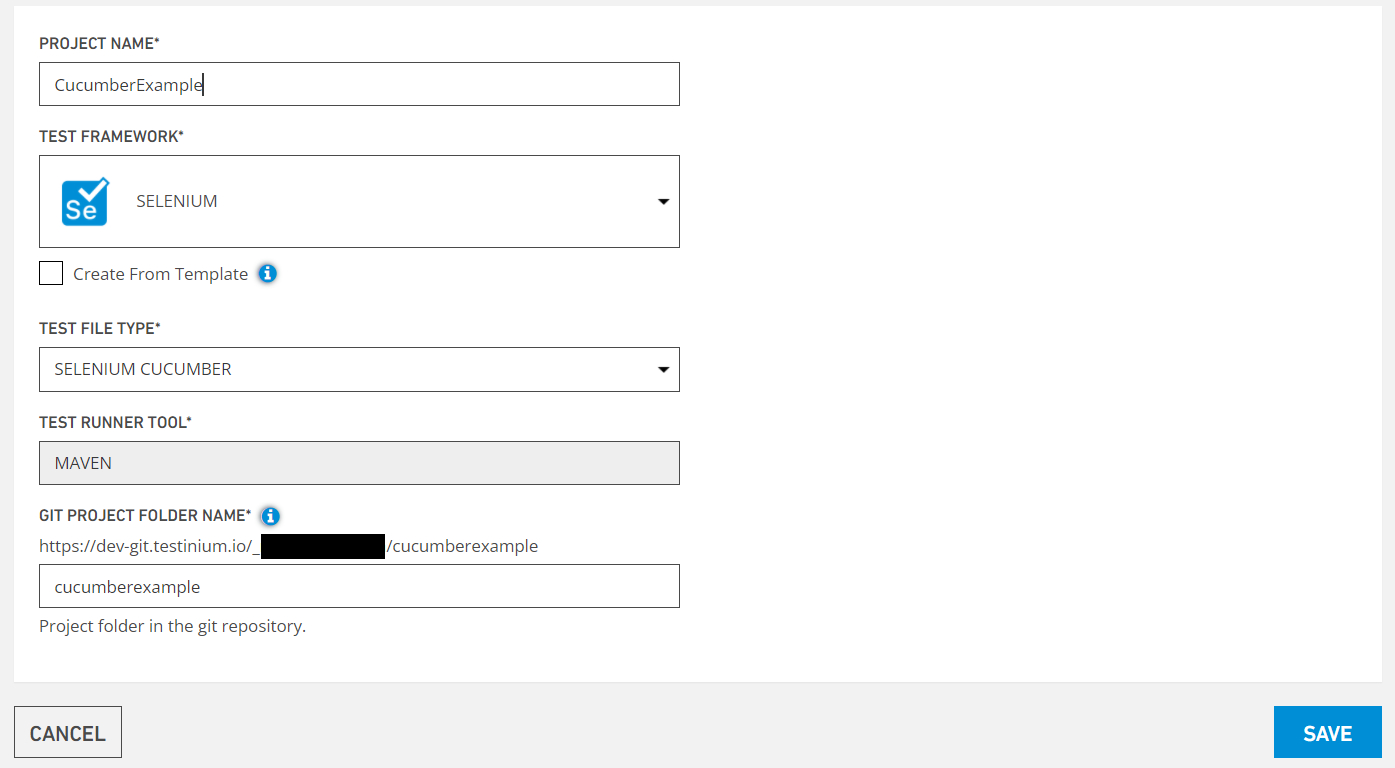 PROJECT NAME*
CucumberExample
TEST FRAMEWORK*
Se SELENIUM
Create From Template i
TEST FILE TYPE*
SELENIUM CUCUMBER
TEST RUNNER TOOL*
MAVEN
GIT PROJECT FOLDER NAME* i
https://dev-git.testinium.io/_ /cucumberexample
cucumberexample
Project folder in the git repository.
CANCEL SAVE